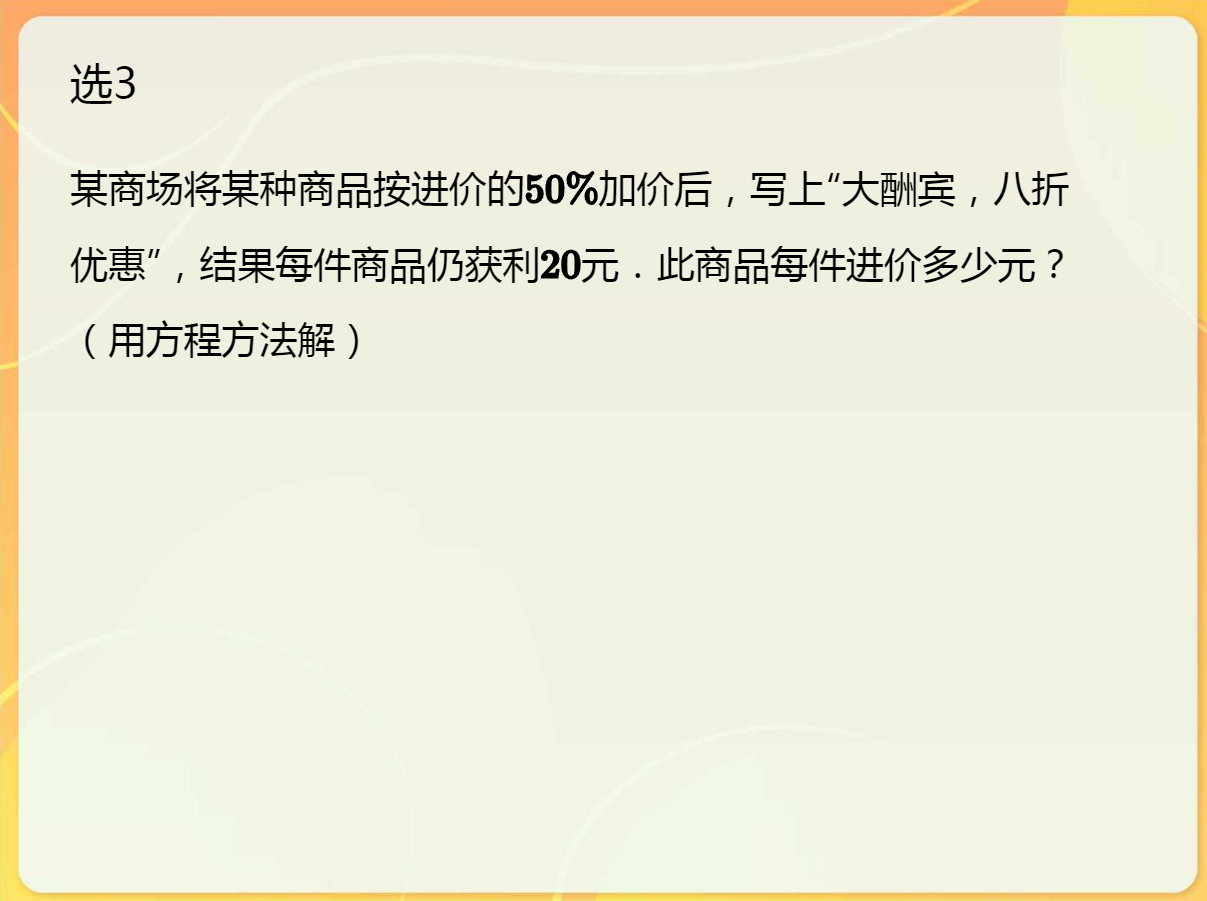 选3
某商场将某种商品按进价的50%加价后，写上“大酬宾，八折
优惠”，结果每件商品仍获利20元．此商品每件进价多少元？
（用方程方法解）